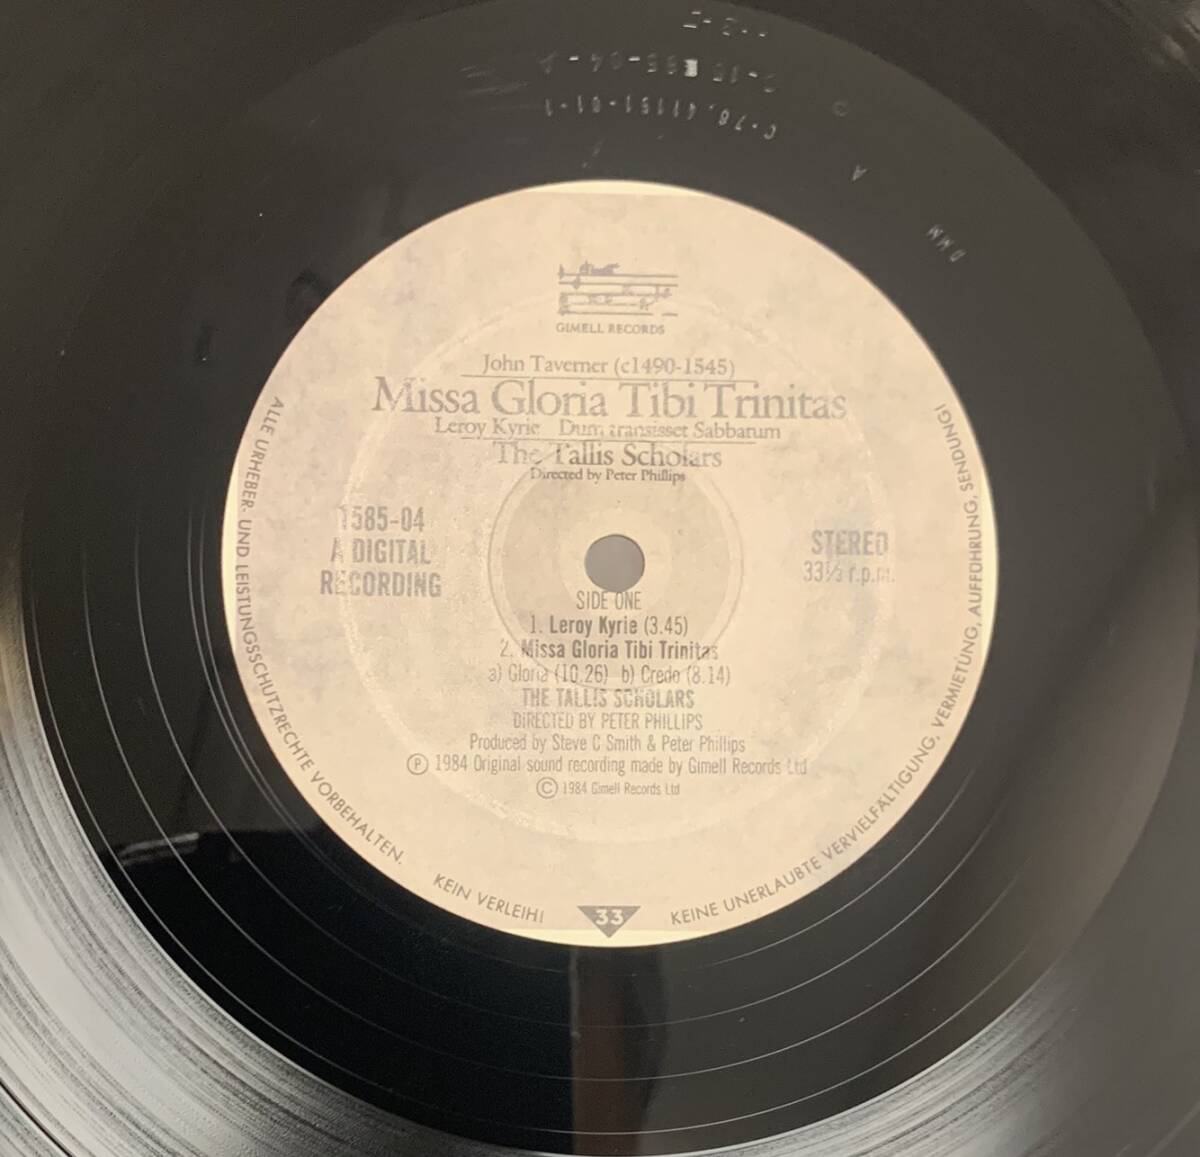 GIMELL RECORDS
John Taverner (c1490-1545)
Missa Gloria Tibi Trinitas
Leroy Kyrie Dum transisset Sabbatum
The Tallis Scholars
Directed by Peter Phillips
1585-04
A DIGITAL
RECORDING
STEREO
33⅓ r.p.m.
SIDE ONE
1. Leroy Kyrie (3.45)
2. Missa Gloria Tibi Trinitas
a) Gloria (10.26) b) Credo (8.14)
THE TALLIS SCHOLARS
DIRECTED BY PETER PHILLIPS
Produced by Steve C Smith & Peter Phillips
Ⓟ 1984 Original sound recording made by Gimell Records Ltd
© 1984 Gimell Records Ltd
ALLE URHEBER- UND LEISTUNGSSCHUTZRECHTE VORBEHALTEN.
KEIN VERLEIH!
33
KEINE UNERLAUBTE VERVIELFÄLTIGUNG, VERMIETUNG, AUFFÜHRUNG, SENDUNG!
DMM
A